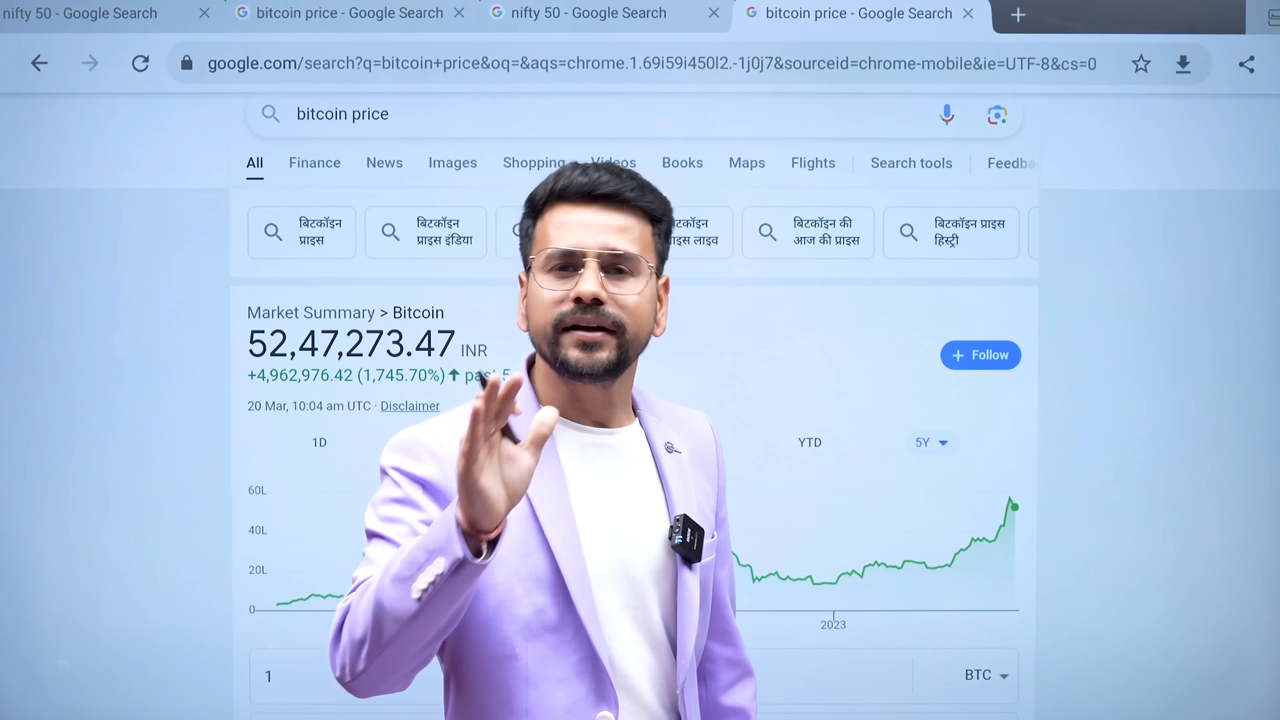 nifty 50 - Google Search
bitcoin price - Google Search
nifty 50 - Google Search
bitcoin price - Google Search
google.com/search?q=bitcoin+price&oq=&aqs=chrome.1.69i59i450l2.-1j0j7&sourceid=chrome-mobile&ie=UTF-8&cs=0
bitcoin price
All Finance News Images Shopping Videos Books Maps Flights Search tools
बिटकॉइन
प्राइस
बिटकॉइन
प्राइस इंडिया
लाइव
बिटकॉइन की
आज की प्राइस
बिटकॉइन प्राइस
हिस्ट्री
Market Summary > Bitcoin
52,47,273.47 INR
+4,962,976.42 (1,745.70%) past 5
20 Mar, 10:04 am UTC · Disclaimer
+ Follow
1D YTD 5Y
60L
40L
20L
0
2023
1 BTC